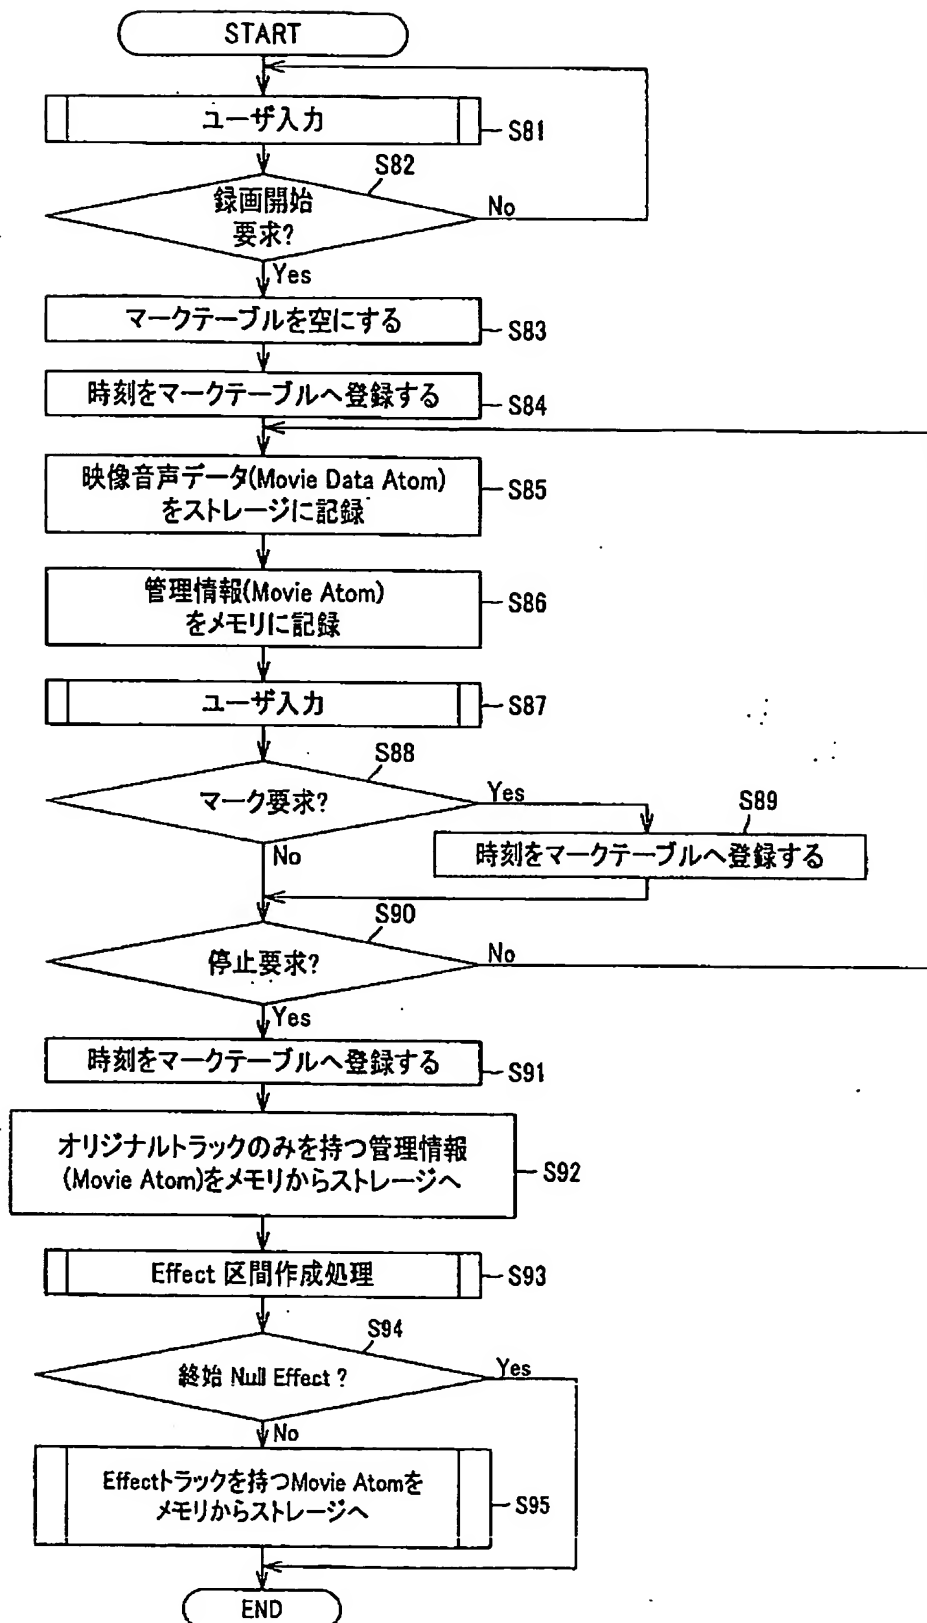 START
ユーザ入力
S81
S82
録画開始
要求?
No
Yes
マークテーブルを空にする
S83
時刻をマークテーブルへ登録する
S84
映像音声データ(Movie Data Atom)
をストレージに記録
S85
管理情報(Movie Atom)
をメモリに記録
S86
ユーザ入力
S87
S88
マーク要求?
Yes
No
S89
時刻をマークテーブルへ登録する
S90
停止要求?
No
Yes
時刻をマークテーブルへ登録する
S91
オリジナルトラックのみを持つ管理情報
(Movie Atom)をメモリからストレージへ
S92
Effect 区間作成処理
S93
S94
終始 Null Effect ?
Yes
No
Effectトラックを持つMovie Atomを
メモリからストレージへ
S95
END